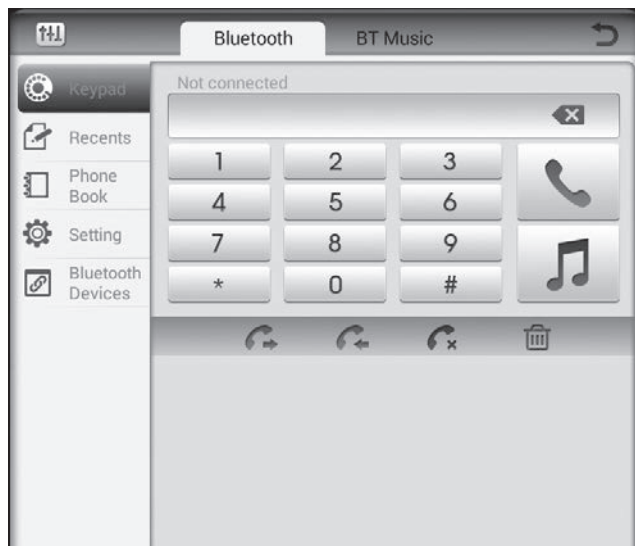 Bluetooth
BT Music
Keypad
Not connected
Recents
Phone
Book
Setting
Bluetooth
Devices
1 2 3
4 5 6
7 8 9
* 0 #